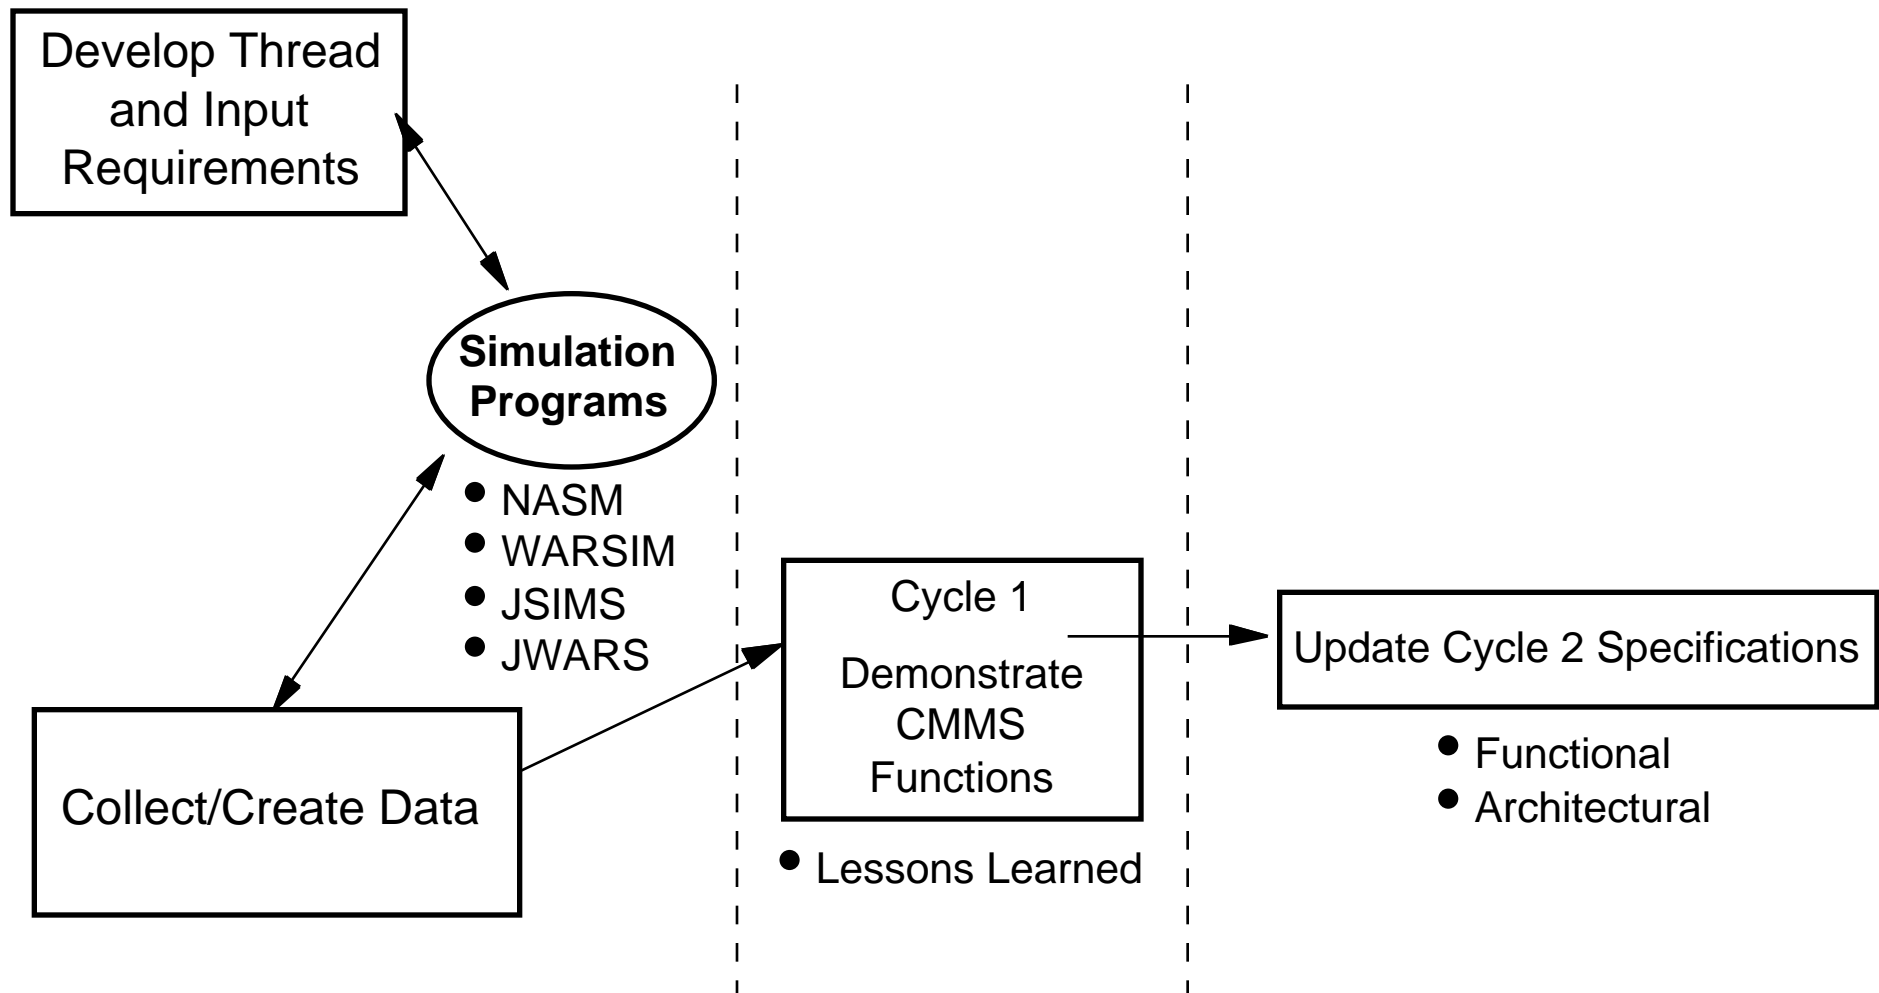 Develop Thread
and Input
Requirements
Simulation
Programs
● NASM
● WARSIM
● JSIMS
● JWARS
Collect/Create Data
Cycle 1
Demonstrate
CMMS
Functions
● Lessons Learned
Update Cycle 2 Specifications
● Functional
● Architectural